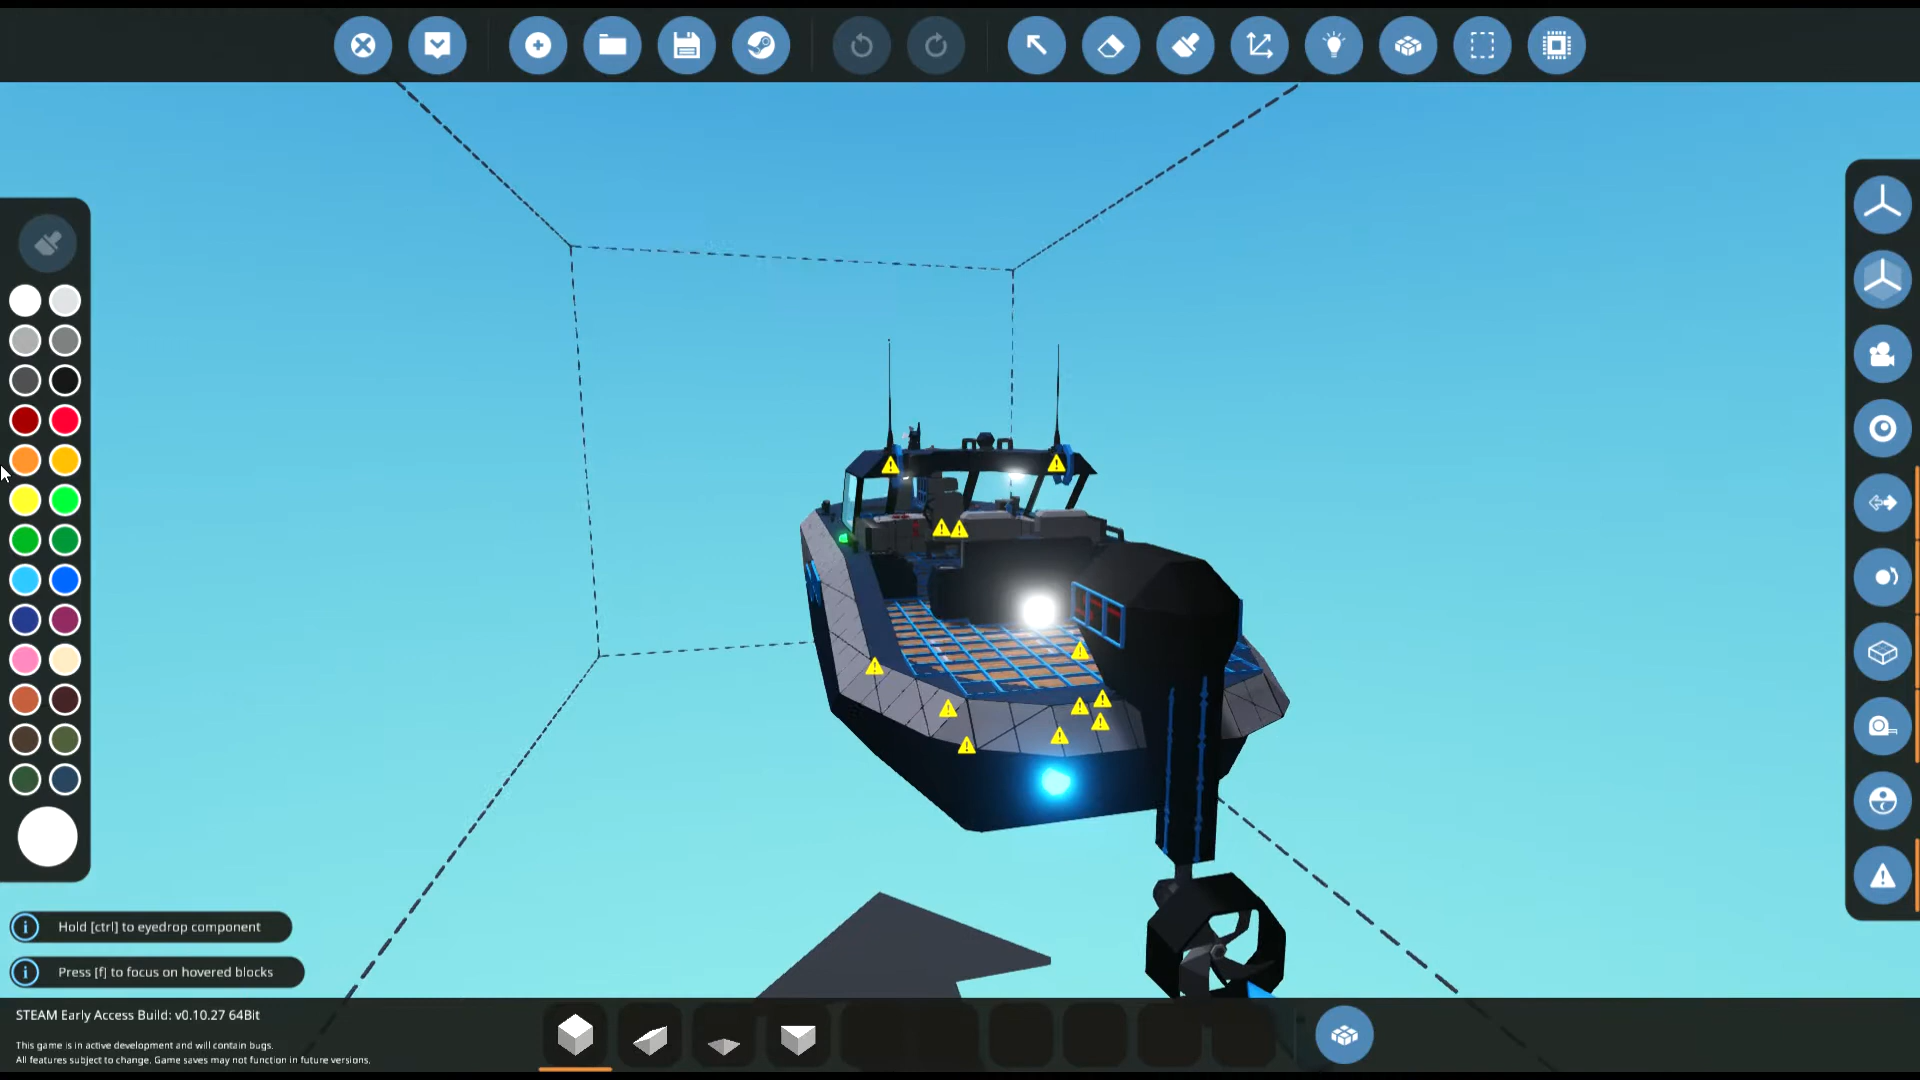 Hold [ctrl] to eyedrop component
Press [f] to focus on hovered blocks
STEAM Early Access Build: v0.10.27 64Bit
This game is in active development and will contain bugs.
All features subject to change. Game saves may not function in future versions.